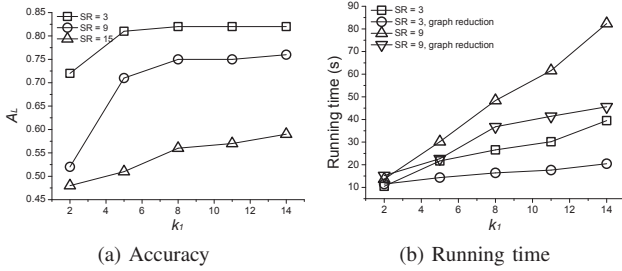 SR = 3
SR = 9
SR = 15
0.85
0.80
0.75
0.70
0.65
0.60
0.55
0.50
0.45
A_L
2 4 6 8 10 12 14
k_1
(a) Accuracy
SR = 3
SR = 3, graph reduction
SR = 9
SR = 9, graph reduction
90
80
70
60
50
40
30
20
10
Running time (s)
2 4 6 8 10 12 14
k_1
(b) Running time